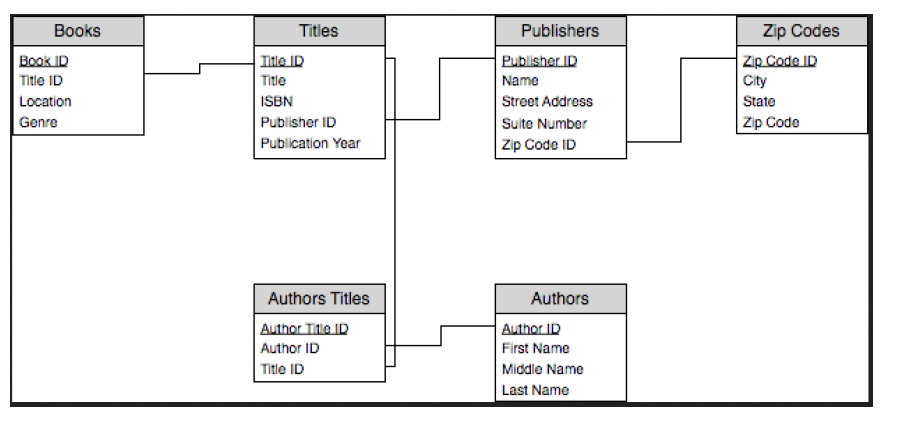 Books
Book ID
Title ID
Location
Genre
Titles
Title ID
Title
ISBN
Publisher ID
Publication Year
Publishers
Publisher ID
Name
Street Address
Suite Number
Zip Code ID
Zip Codes
Zip Code ID
City
State
Zip Code
Authors Titles
Author Title ID
Author ID
Title ID
Authors
Author ID
First Name
Middle Name
Last Name